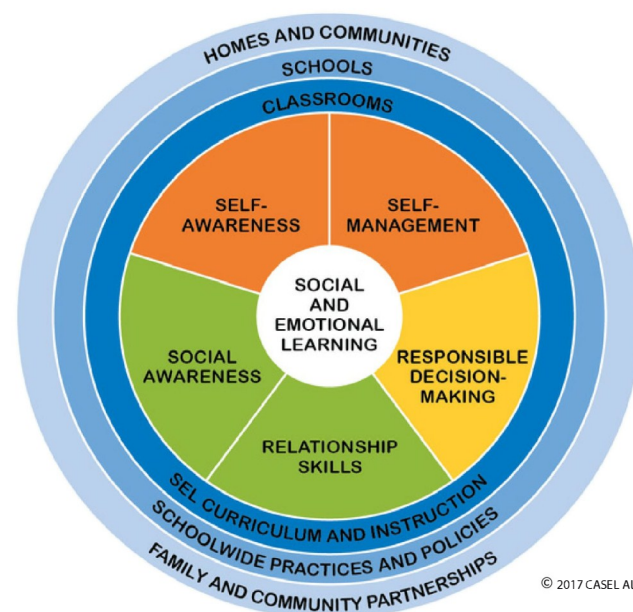 HOMES AND COMMUNITIES
SCHOOLS
CLASSROOMS
SELF-
AWARENESS
SELF-
MANAGEMENT
SOCIAL
AND
EMOTIONAL
LEARNING
SOCIAL
AWARENESS
RESPONSIBLE
DECISION-
MAKING
RELATIONSHIP
SKILLS
SEL CURRICULUM AND INSTRUCTION
SCHOOLWIDE PRACTICES AND POLICIES
FAMILY AND COMMUNITY PARTNERSHIPS
© 2017 CASEL